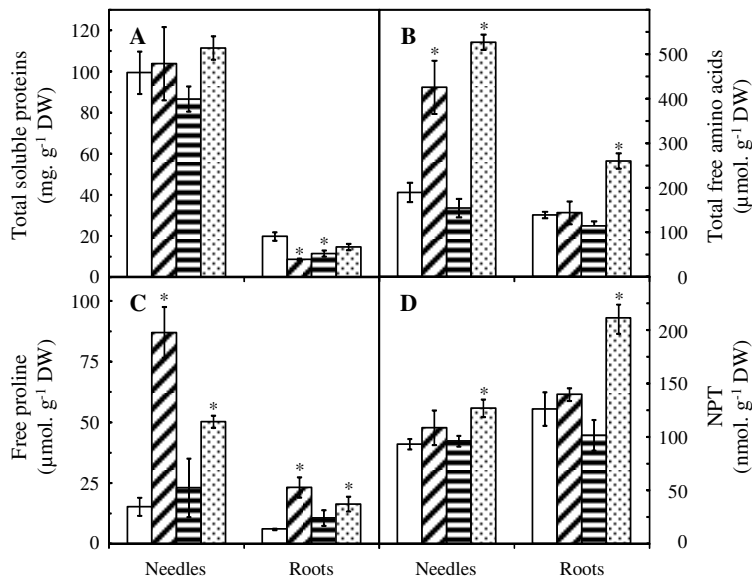 A
B
C
D
Total soluble proteins
(mg. g-1 DW)
0
20
40
60
80
100
120
* *
Total free amino acids
(µmol. g-1 DW)
0
100
200
300
400
500
* * *
Free proline
(µmol. g-1 DW)
0
25
50
75
100
* * * *
NPT
(nmol. g-1 DW)
0
50
100
150
200
* *
Needles Roots Needles Roots